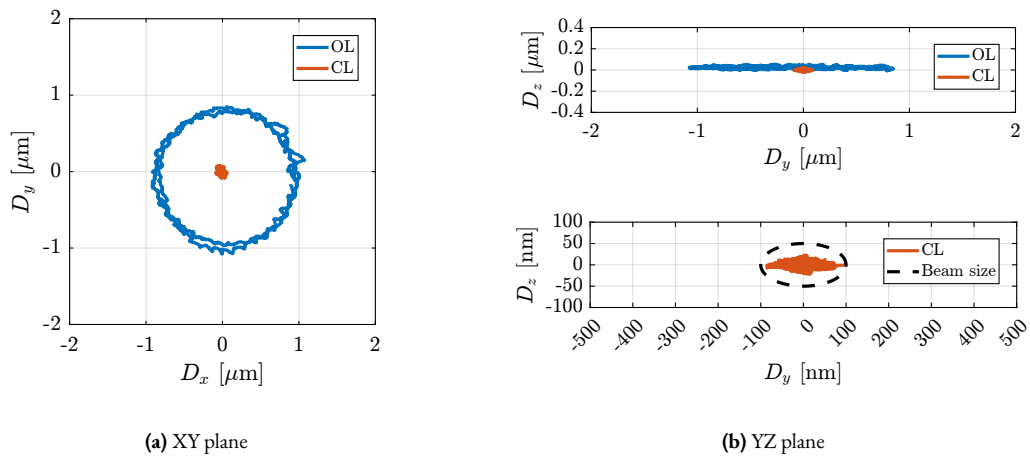 2
1
0
-1
-2
-2
-1
0
1
2
D_y [μm]
D_x [μm]
OL
CL
(a) XY plane
0.4
0.2
0
-0.2
-0.4
-2
-1
0
1
2
D_z [μm]
D_y [μm]
OL
CL
100
50
0
-50
-100
-500
-400
-300
-200
-100
0
100
200
300
400
500
D_z [nm]
D_y [nm]
CL
Beam size
(b) YZ plane